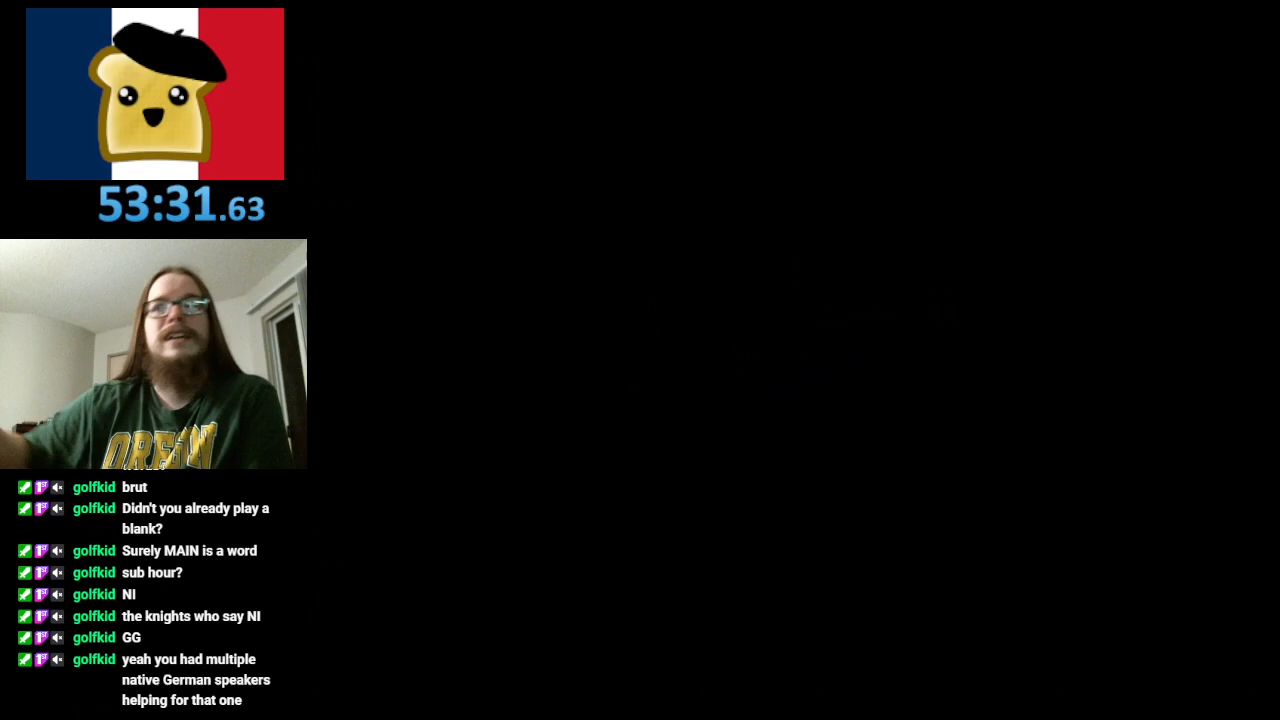 53:31.63
OREGON
golfkid brut
golfkid Didn't you already play a
blank?
golfkid Surely MAIN is a word
golfkid sub hour?
golfkid NI
golfkid the knights who say NI
golfkid GG
golfkid yeah you had multiple
native German speakers
helping for that one